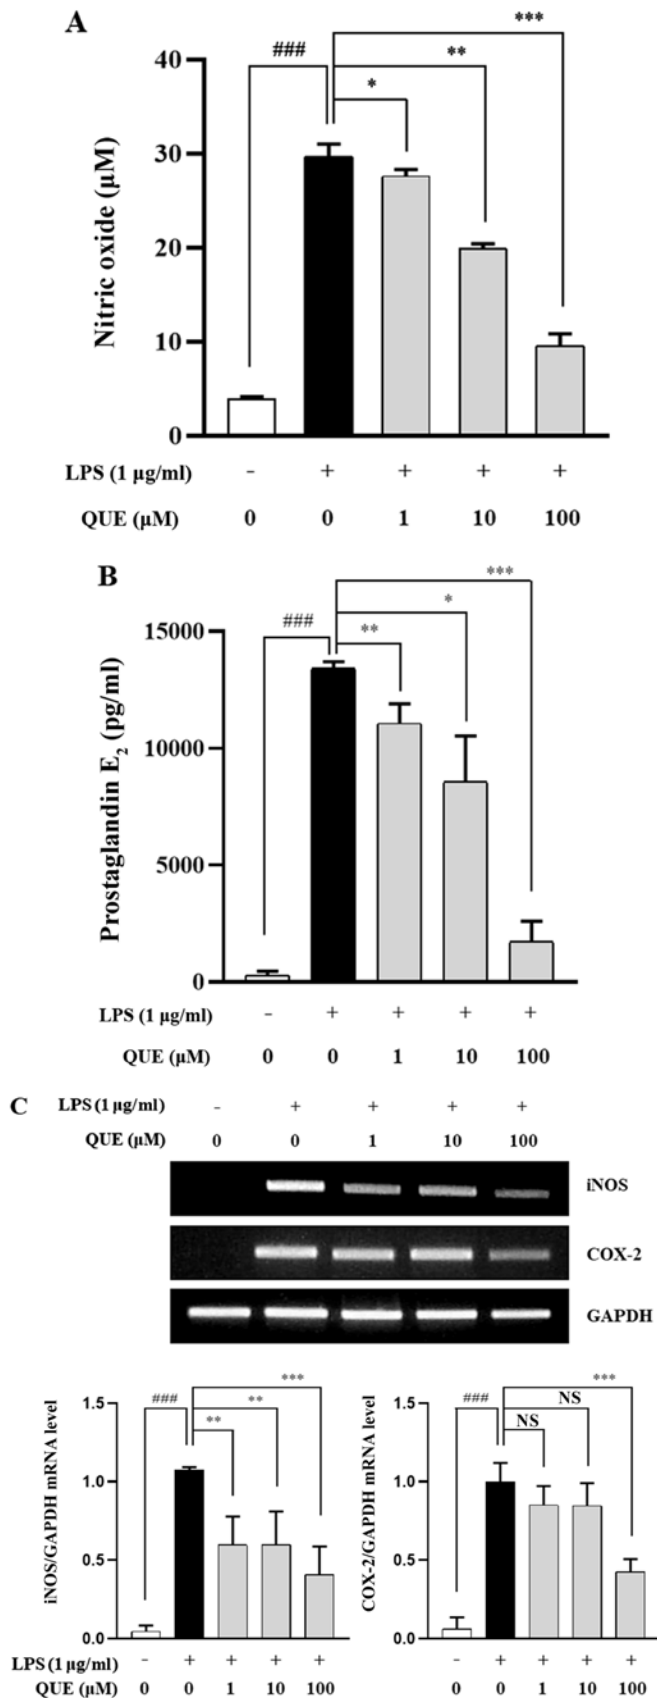 A
***
###
**
*
40
30
20
10
0
Nitric oxide (µM)
LPS (1 µg/ml) - + + + +
QUE (µM) 0 0 1 10 100
B
***
*
###
**
15000
10000
5000
0
Prostaglandin E2 (pg/ml)
LPS (1 µg/ml) - + + + +
QUE (µM) 0 0 1 10 100
C
LPS (1 µg/ml) - + + + +
QUE (µM) 0 0 1 10 100
iNOS
COX-2
GAPDH
***
###
**
**
1.5
1.0
0.5
0.0
iNOS/GAPDH mRNA level
LPS (1 µg/ml) - + + + +
QUE (µM) 0 0 1 10 100
***
###
NS
NS
1.5
1.0
0.5
0.0
COX-2/GAPDH mRNA level
- + + + +
0 0 1 10 100